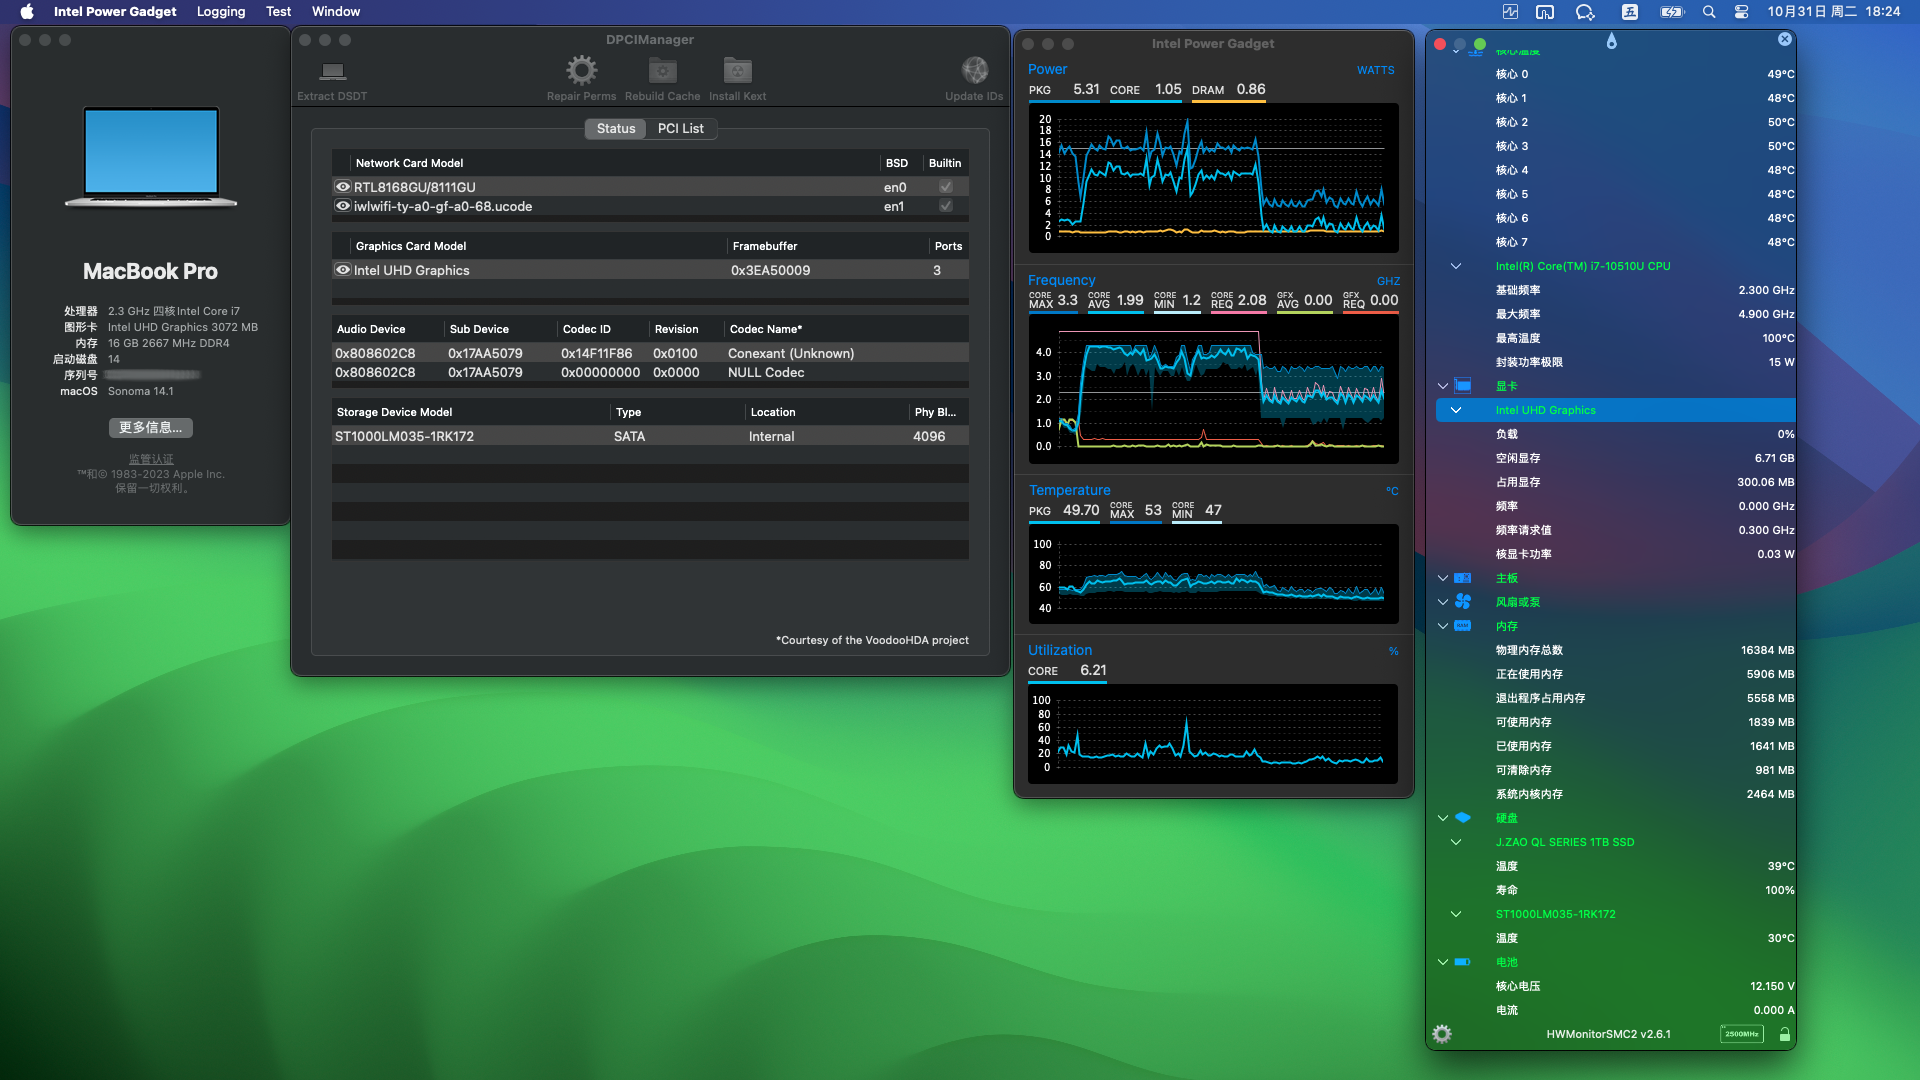 Intel Power Gadget Logging Test Window
五 10月31日 周二 18:24
MacBook Pro
处理器 2.3 GHz 四核Intel Core i7
图形卡 Intel UHD Graphics 3072 MB
内存 16 GB 2667 MHz DDR4
启动磁盘 14
序列号
macOS Sonoma 14.1
更多信息...
监管认证
™和© 1983-2023 Apple Inc.
保留一切权利。
DPCIManager
Extract DSDT Repair Perms Rebuild Cache Install Kext Update IDs
Status PCI List
Network Card Model BSD Builtin
RTL8168GU/8111GU en0
iwlwifi-ty-a0-gf-a0-68.ucode en1
Graphics Card Model Framebuffer Ports
Intel UHD Graphics 0x3EA50009 3
Audio Device Sub Device Codec ID Revision Codec Name*
0x808602C8 0x17AA5079 0x14F11F86 0x0100 Conexant (Unknown)
0x808602C8 0x17AA5079 0x00000000 0x0000 NULL Codec
Storage Device Model Type Location Phy Bl...
ST1000LM035-1RK172 SATA Internal 4096
*Courtesy of the VoodooHDA project
Intel Power Gadget
Power WATTS
PKG 5.31 CORE 1.05 DRAM 0.86
20
18
16
14
12
10
8
6
4
2
0
Frequency GHZ
CORE MAX 3.3 CORE AVG 1.99 CORE MIN 1.2 CORE REQ 2.08 GFX AVG 0.00 GFX REQ 0.00
4.0
3.0
2.0
1.0
0.0
Temperature °C
PKG 49.70 CORE MAX 53 CORE MIN 47
100
80
60
40
Utilization %
CORE 6.21
100
80
60
40
20
0
核心温度
核心 0 49°C
核心 1 48°C
核心 2 50°C
核心 3 50°C
核心 4 48°C
核心 5 48°C
核心 6 48°C
核心 7 48°C
Intel(R) Core(TM) i7-10510U CPU
基础频率 2.300 GHz
最大频率 4.900 GHz
最高温度 100°C
封装功率极限 15 W
显卡
Intel UHD Graphics
负载 0%
空闲显存 6.71 GB
占用显存 300.06 MB
频率 0.000 GHz
频率请求值 0.300 GHz
核显卡功率 0.03 W
主板
风扇或泵
内存
物理内存总数 16384 MB
正在使用内存 5906 MB
退出程序占用内存 5558 MB
可使用内存 1839 MB
已使用内存 1641 MB
可清除内存 981 MB
系统内核内存 2464 MB
硬盘
J.ZAO QL SERIES 1TB SSD
温度 39°C
寿命 100%
ST1000LM035-1RK172
温度 30°C
电池
核心电压 12.150 V
电流 0.000 A
HWMonitorSMC2 v2.6.1 2500MHz